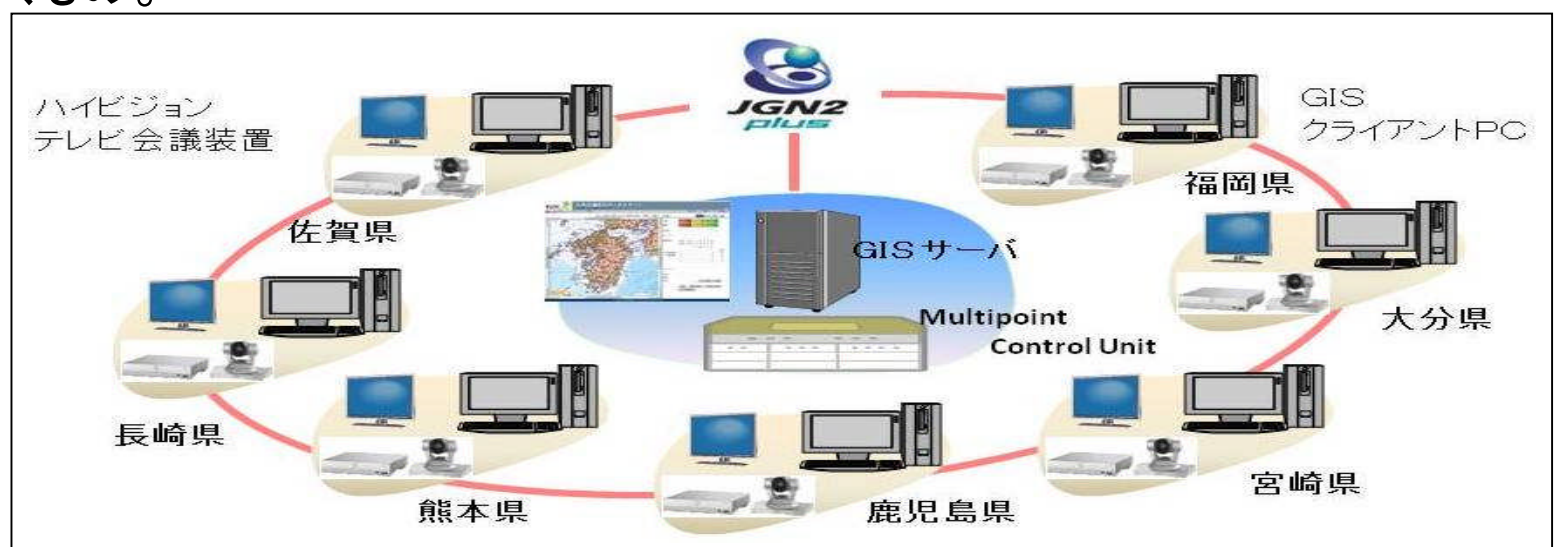 JGN2
plus
ハイビジョン
テレビ会議装置
GIS
クライアントPC
福岡県
佐賀県
GISサーバ
大分県
Multipoint
Control Unit
長崎県
宮崎県
熊本県
鹿児島県